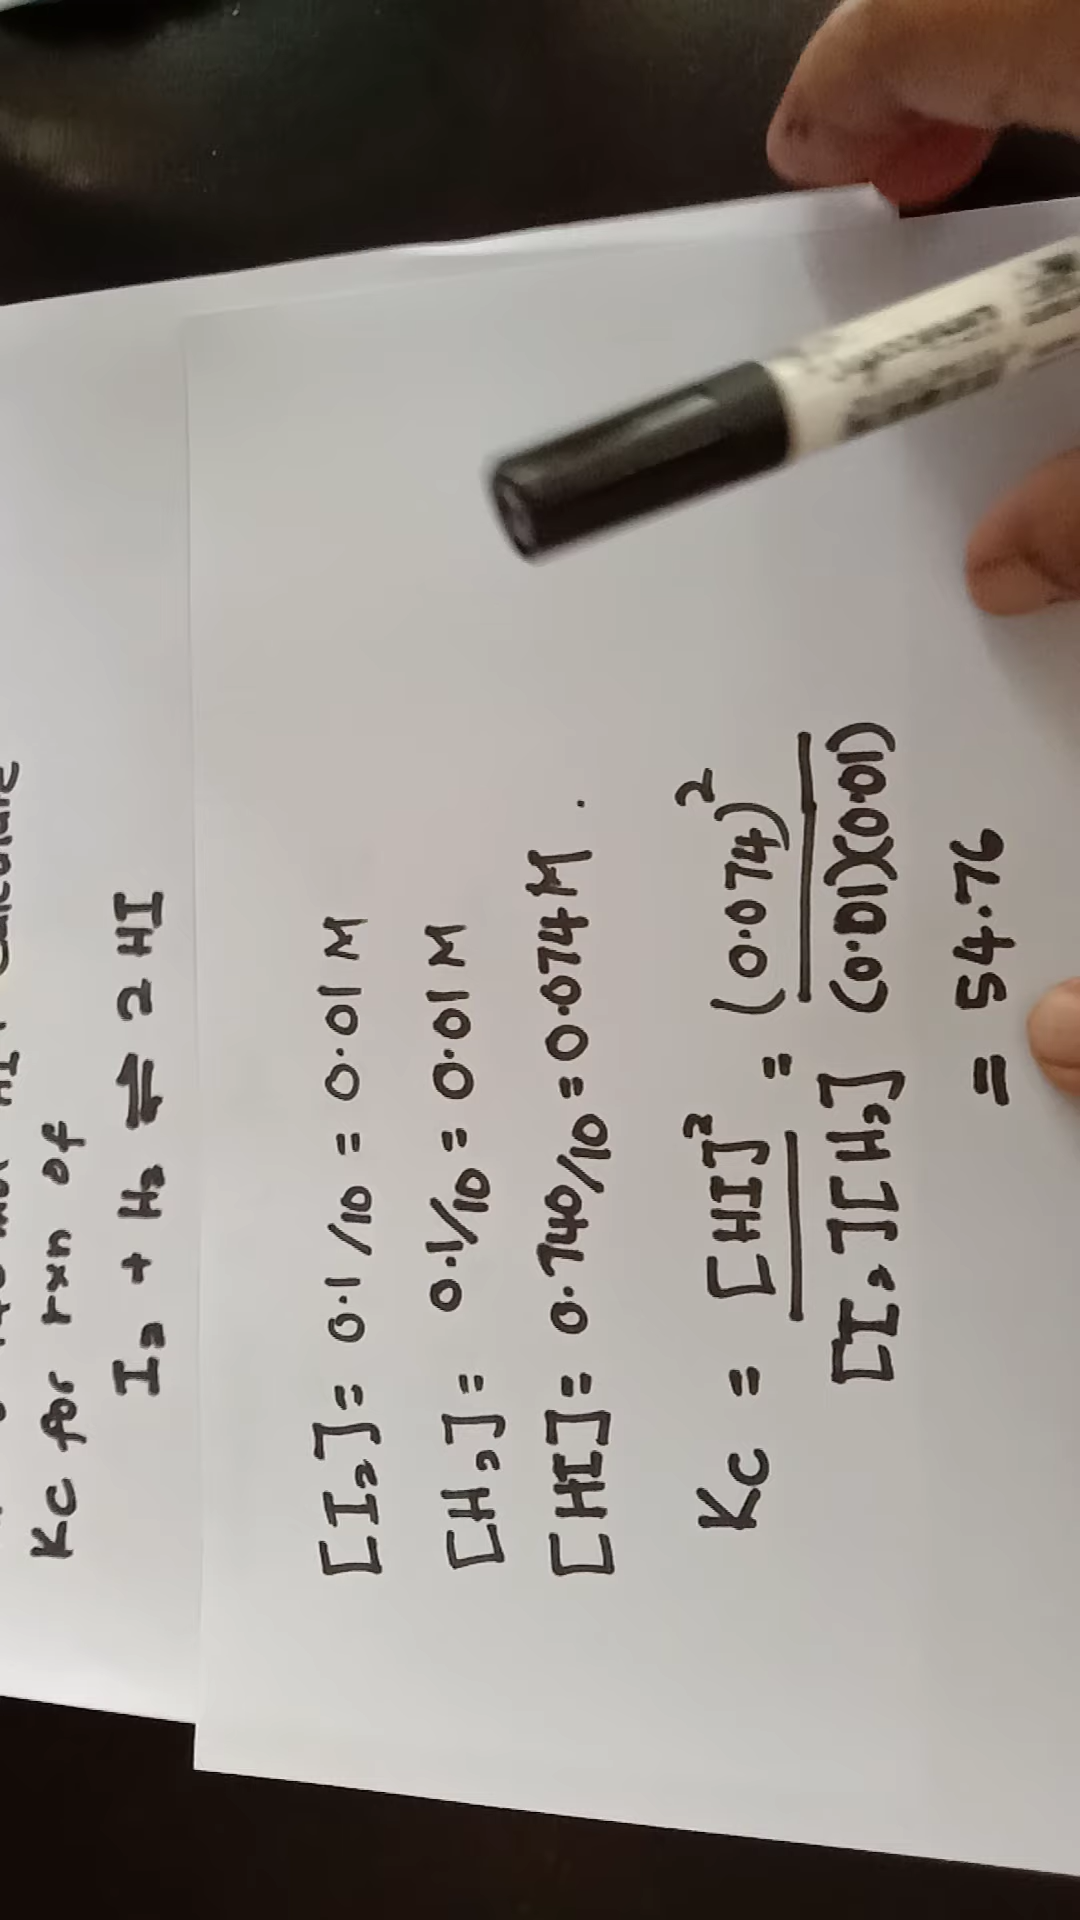 Kc for rxn of
I₂ + H₂ ⇌ 2 HI
[I₂] = 0.1/10 = 0.01 M
[H₂] = 0.1/10 = 0.01 M
[HI] = 0.740/10 = 0.074 M.
Kc = [HI]² / [I₂][H₂] = (0.074)² / (0.01)(0.01)
= 54.76